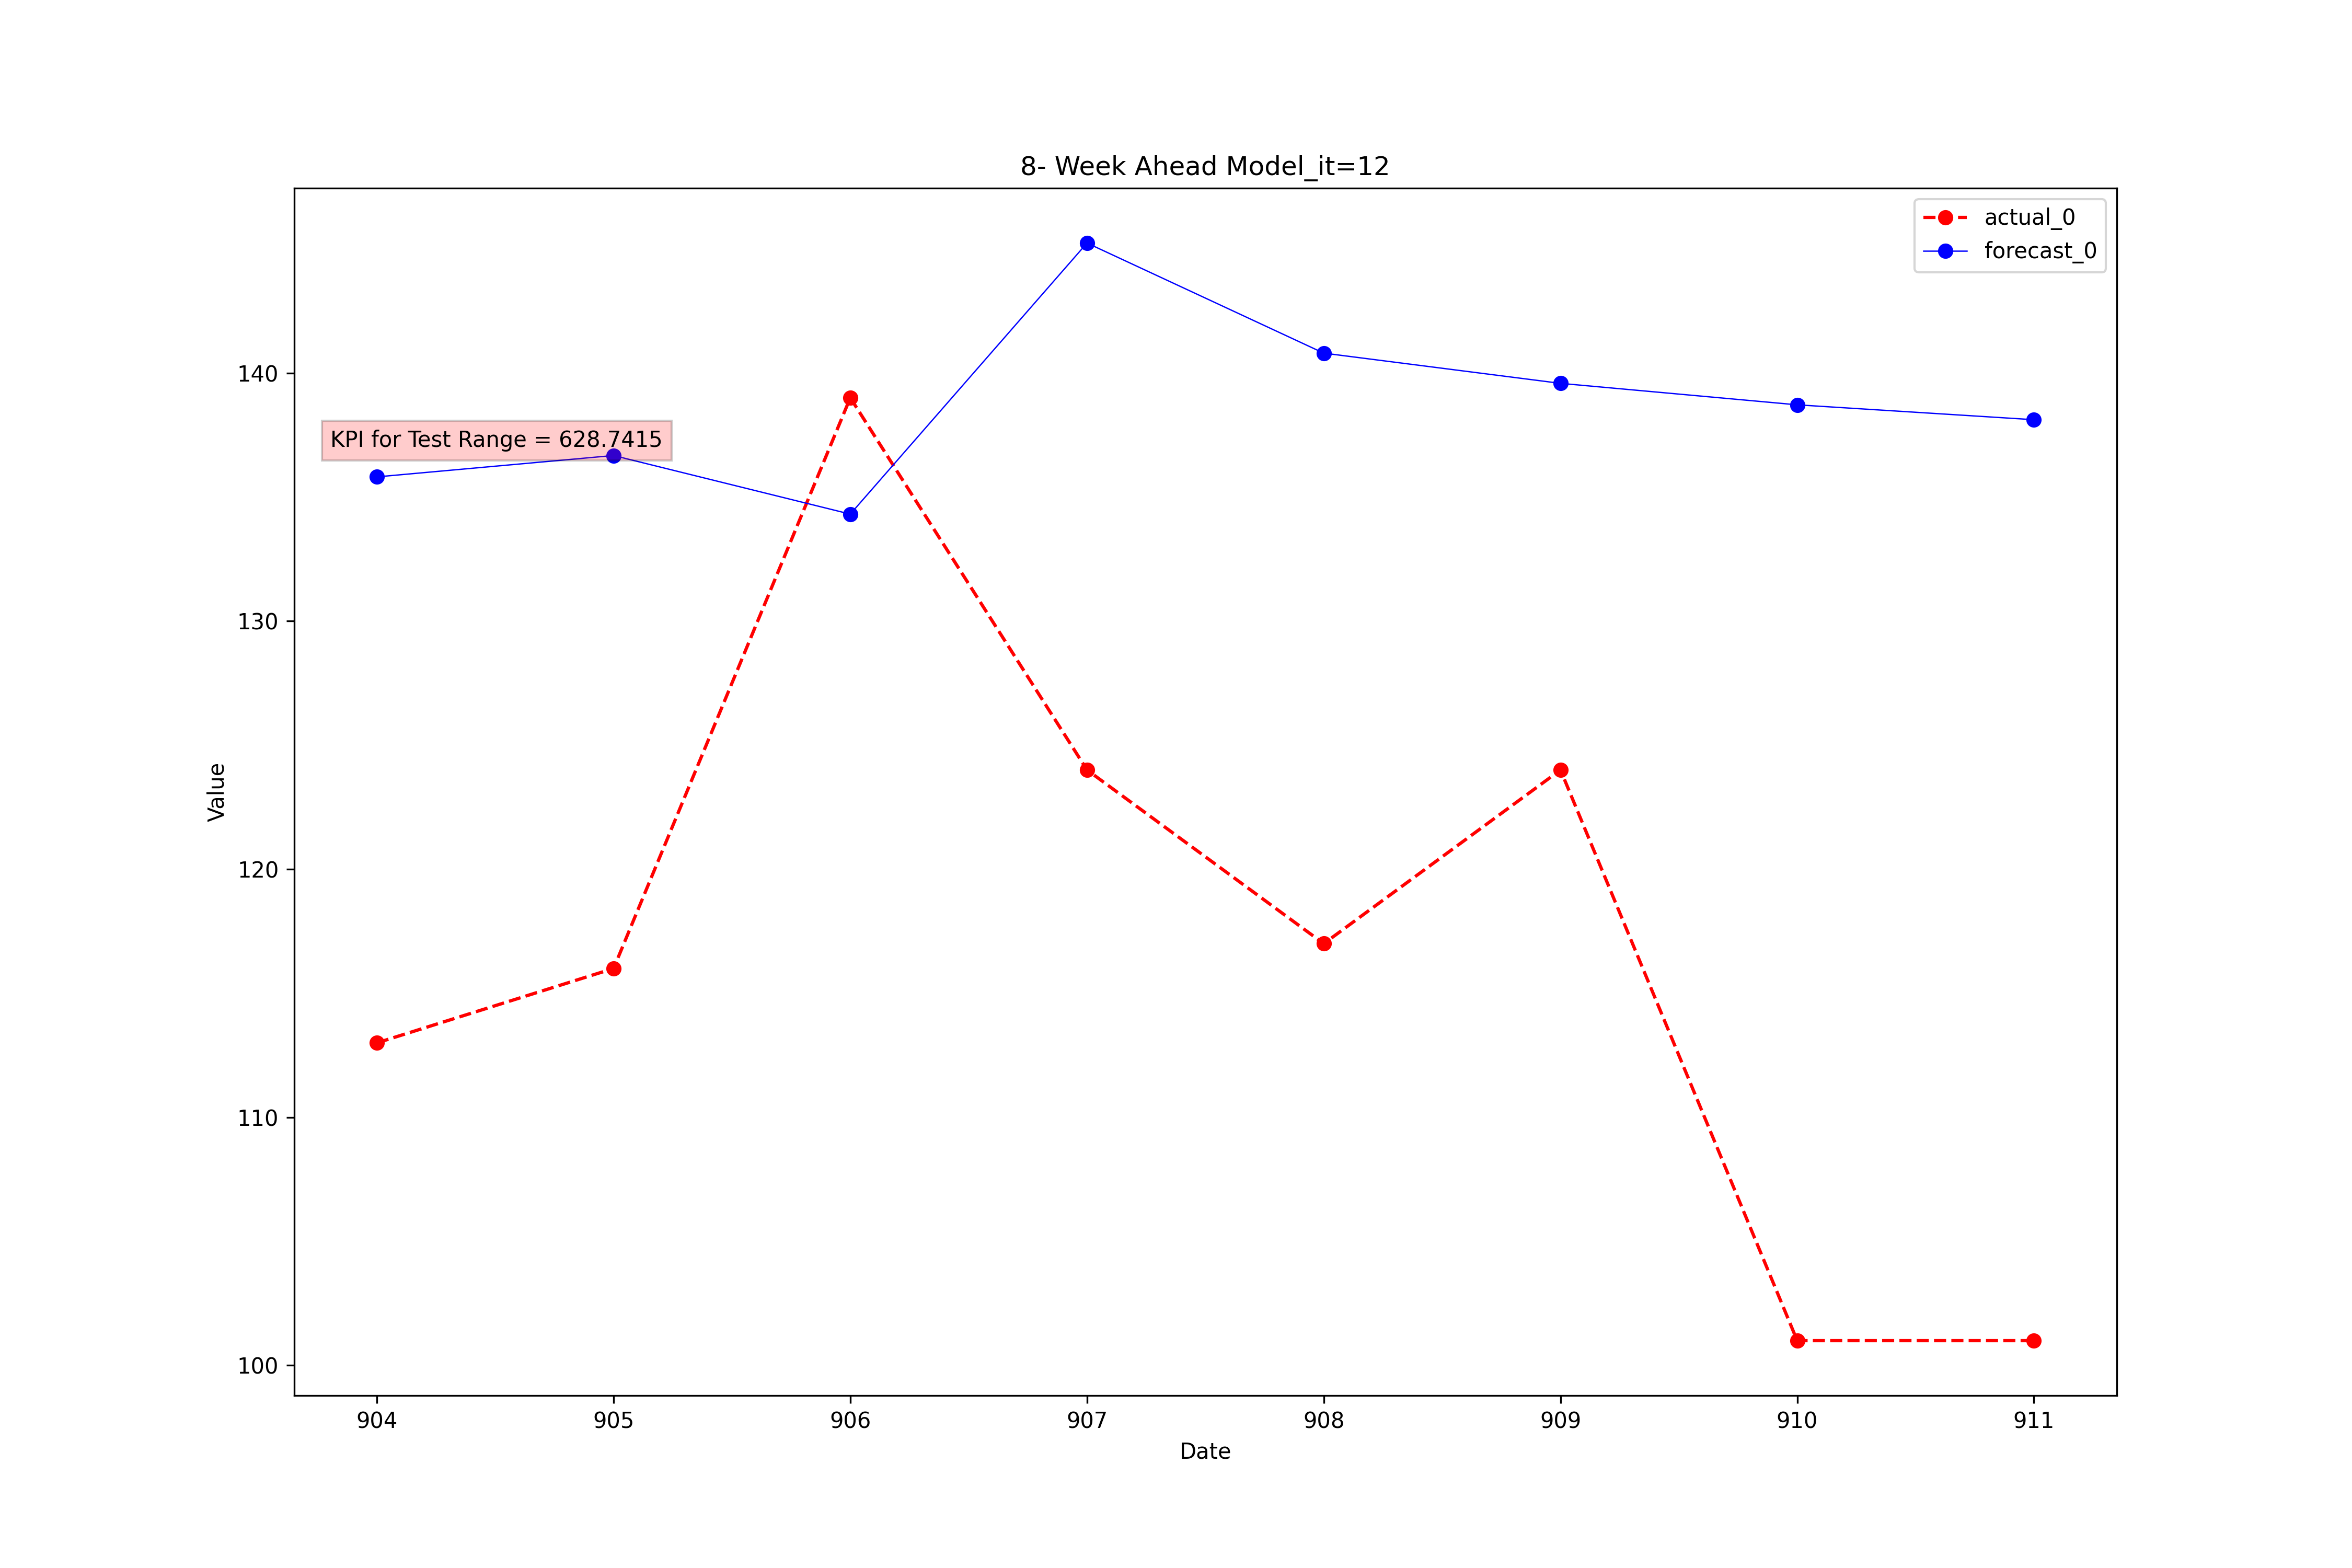 8- Week Ahead Model_it=12
actual_0
forecast_0
KPI for Test Range = 628.7415
140
130
120
110
100
Value
904 905 906 907 908 909 910 911
Date